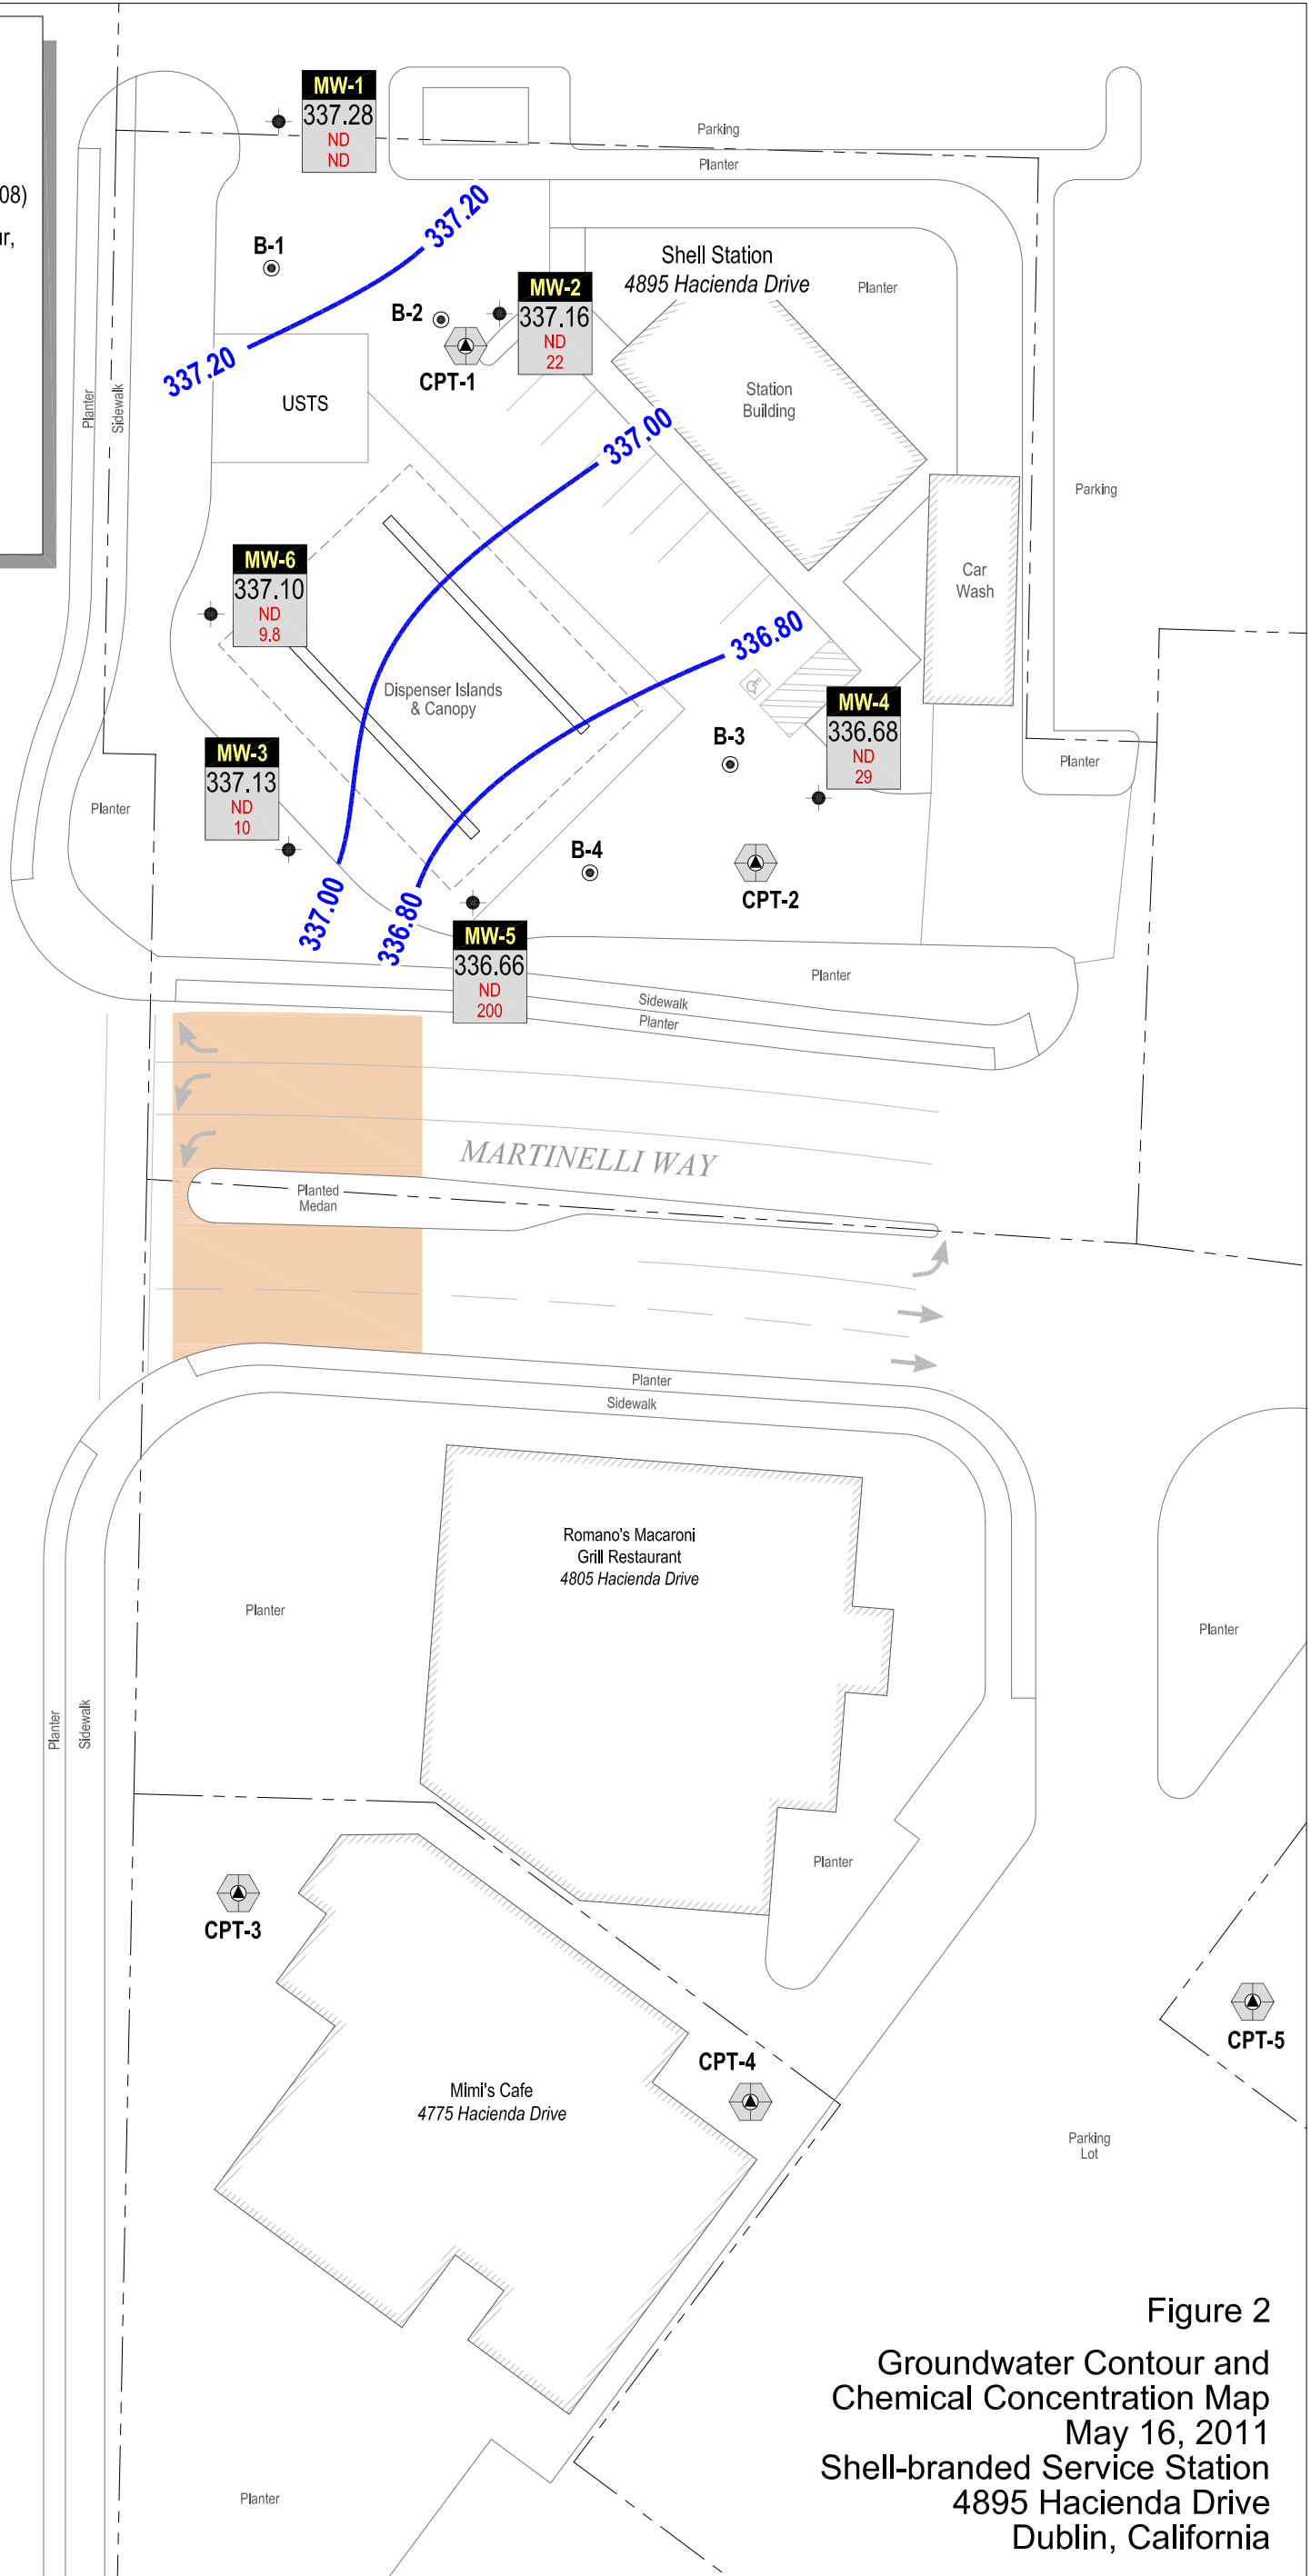 08)
r,
MW-1
337.28
ND
ND
Parking
Planter
337.20
B-1
Shell Station
4895 Hacienda Drive
Planter
MW-2
337.16
ND
22
B-2
CPT-1
337.20
USTS
Planter
Sidewalk
Station
Building
337.00
Parking
MW-6
337.10
ND
9.8
Car
Wash
336.80
Dispenser Islands
& Canopy
MW-4
336.68
ND
29
B-3
MW-3
337.13
ND
10
Planter
Planter
B-4
CPT-2
337.00
336.80
MW-5
336.66
ND
200
Planter
Sidewalk
Planter
MARTINELLI WAY
Planted
Medan
Planter
Sidewalk
Romano's Macaroni
Grill Restaurant
4805 Hacienda Drive
Planter
Planter
Planter
Sidewalk
Planter
CPT-3
CPT-5
CPT-4
Mimi's Cafe
4775 Hacienda Drive
Parking
Lot
Figure 2
Groundwater Contour and
Chemical Concentration Map
May 16, 2011
Shell-branded Service Station
4895 Hacienda Drive
Dublin, California
Planter